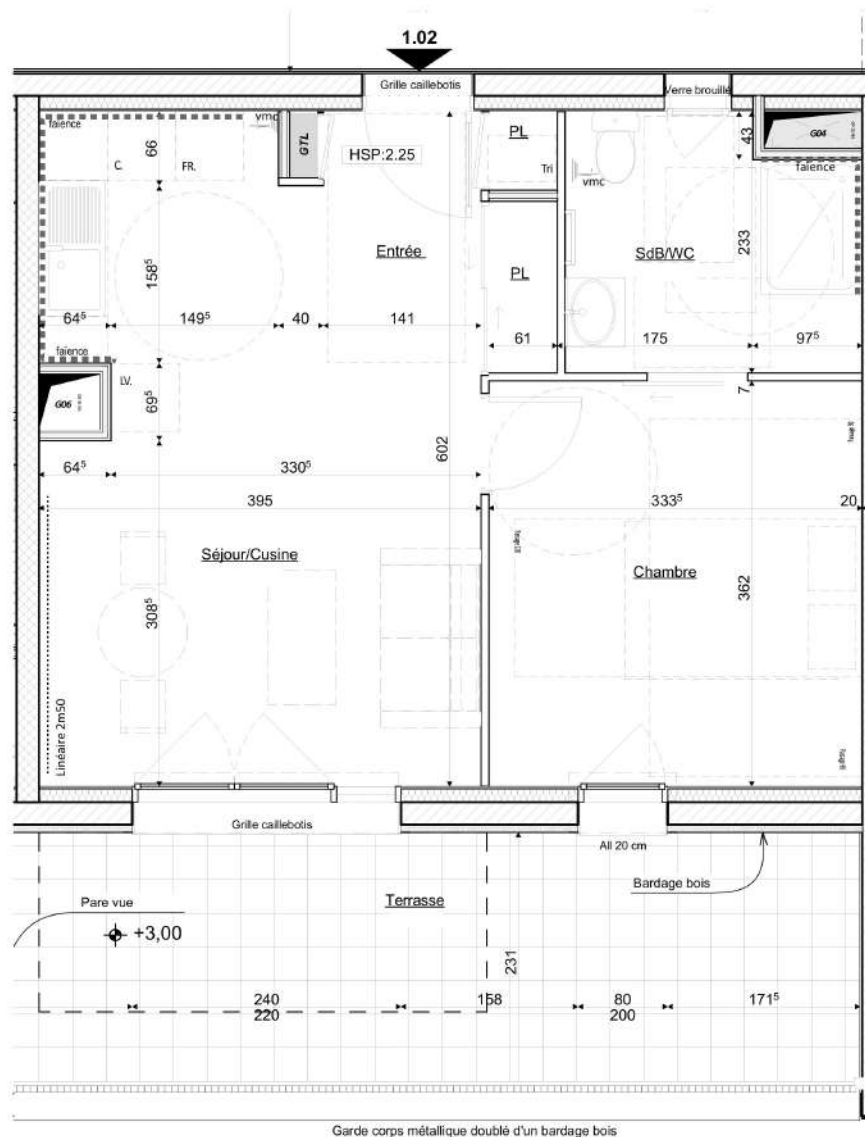 1.02
Grille caillebotis
Verre brouillé
faïence
vmc
GTL
PL
43
G04
66
HSP:2.25
C.
FR.
Tri
vmc
faïence
158⁵
Entrée
SdB/WC
233
PL
64⁵
149⁵
40
141
61
175
97⁵
faïence
LV.
G06
69⁵
7
64⁵
330⁵
602
395
333⁵
20
Séjour/Cusine
Chambre
308⁵
362
Linéaire 2m50
Grille caillebotis
All 20 cm
Bardage bois
Pare vue
Terrasse
+3,00
231
240
158
80
171⁵
220
200
Garde corps métallique doublé d'un bardage bois